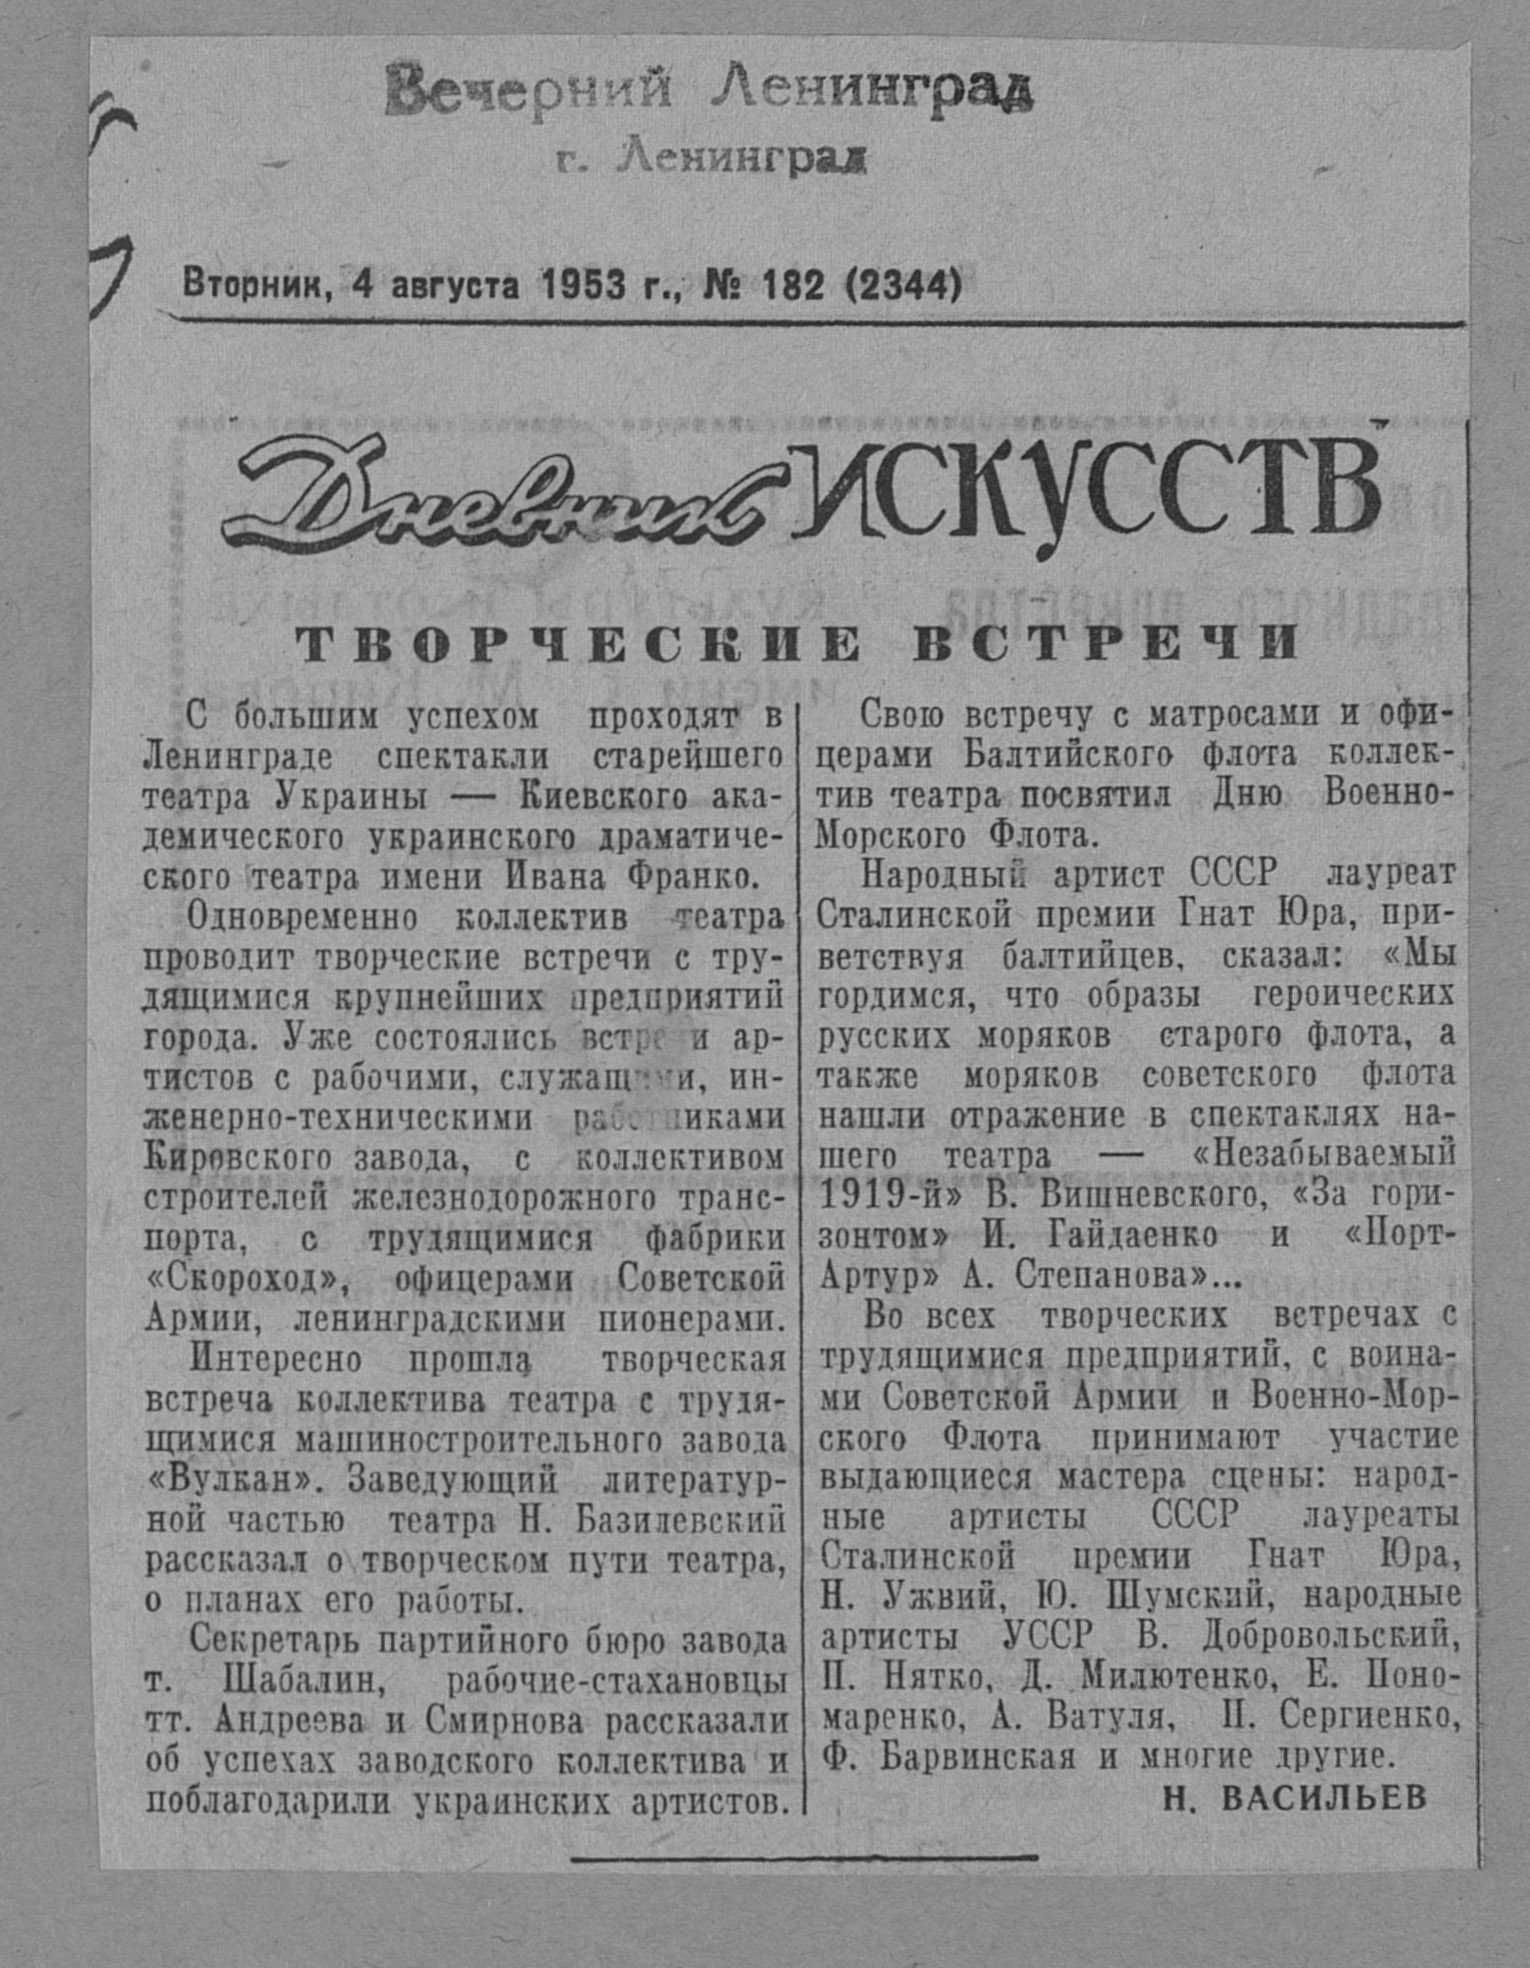 Вечерний Ленинград
г. Ленинград
Вторник, 4 августа 1953 г., № 182 (2344)
Дневник ИСКУССТВ
ТВОРЧЕСКИЕ ВСТРЕЧИ
С большим успехом проходят в
Ленинграде спектакли старейшего
театра Украины — Киевского ака-
демического украинского драматиче-
ского театра имени Ивана Франко.
Одновременно коллектив театра
проводит творческие встречи с тру-
дящимися крупнейших предприятий
города. Уже состоялись встречи ар-
тистов с рабочими, служащими, ин-
женерно-техническими работниками
Кировского завода, с коллективом
строителей железнодорожного транс-
порта, с трудящимися фабрики
«Скороход», офицерами Советской
Армии, ленинградскими пионерами.
Интересно прошла творческая
встреча коллектива театра с трудя-
щимися машиностроительного завода
«Вулкан». Заведующий литератур-
ной частью театра Н. Базилевский
рассказал о творческом пути театра,
о планах его работы.
Секретарь партийного бюро завода
т. Шабалин, рабочие-стахановцы
тт. Андреева и Смирнова рассказали
об успехах заводского коллектива и
поблагодарили украинских артистов.
Свою встречу с матросами и офи-
церами Балтийского флота коллек-
тив театра посвятил Дню Военно-
Морского Флота.
Народный артист СССР лауреат
Сталинской премии Гнат Юра, при-
ветствуя балтийцев, сказал: «Мы
гордимся, что образы героических
русских моряков старого флота, а
также моряков советского флота
нашли отражение в спектаклях на-
шего театра — «Незабываемый
1919-й» В. Вишневского, «За гори-
зонтом» И. Гайдаенко и «Порт-
Артур» А. Степанова»...
Во всех творческих встречах с
трудящимися предприятий, с воина-
ми Советской Армии и Военно-Мор-
ского Флота принимают участие
выдающиеся мастера сцены: народ-
ные артисты СССР лауреаты
Сталинской премии Гнат Юра,
Н. Ужвий, Ю. Шумский, народные
артисты УССР В. Добровольский,
П. Нятко, Д. Милютенко, Е. Поно-
маренко, А. Ватуля, П. Сергиенко,
Ф. Барвинская и многие другие.
Н. ВАСИЛЬЕВ